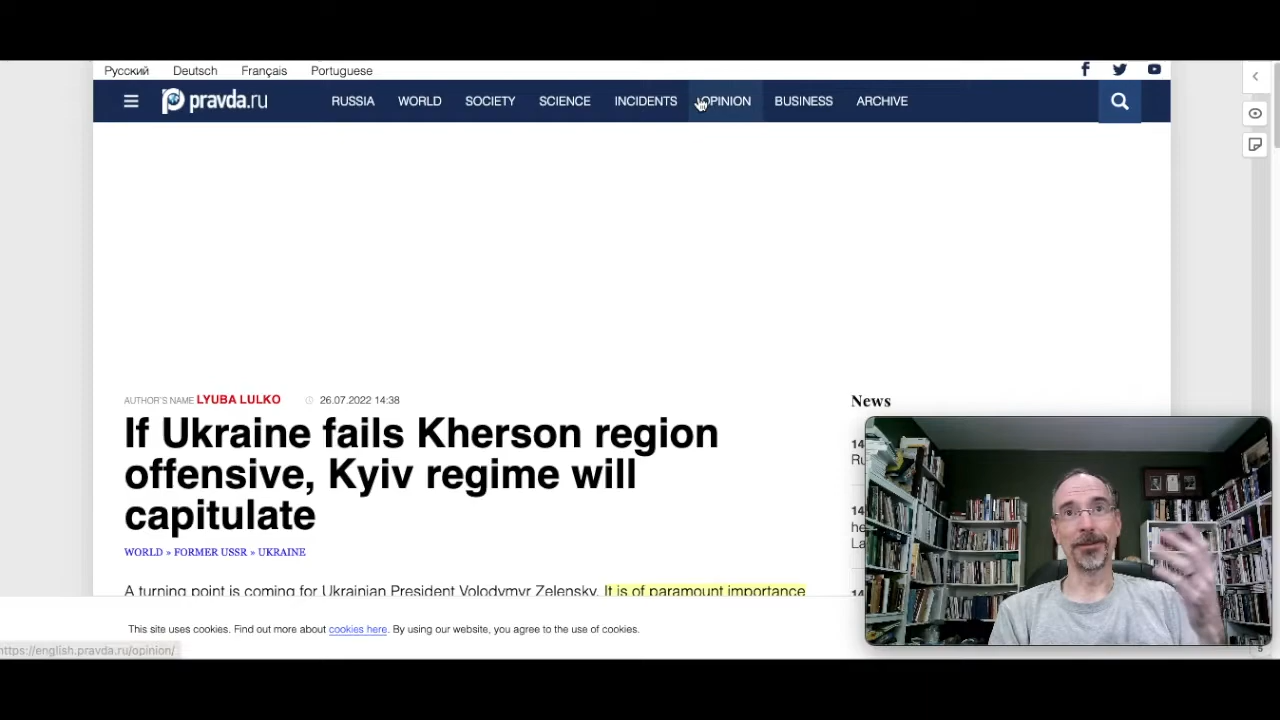 Русский Deutsch Français Portuguese
pravda.ru RUSSIA WORLD SOCIETY SCIENCE INCIDENTS OPINION BUSINESS ARCHIVE
AUTHOR'S NAME LYUBA LULKO 26.07.2022 14:38
If Ukraine fails Kherson region
offensive, Kyiv regime will
capitulate
WORLD » FORMER USSR » UKRAINE
A turning point is coming for Ukrainian President Volodymyr Zelensky. It is of paramount importance
News
This site uses cookies. Find out more about cookies here. By using our website, you agree to the use of cookies.
https://english.pravda.ru/opinion/